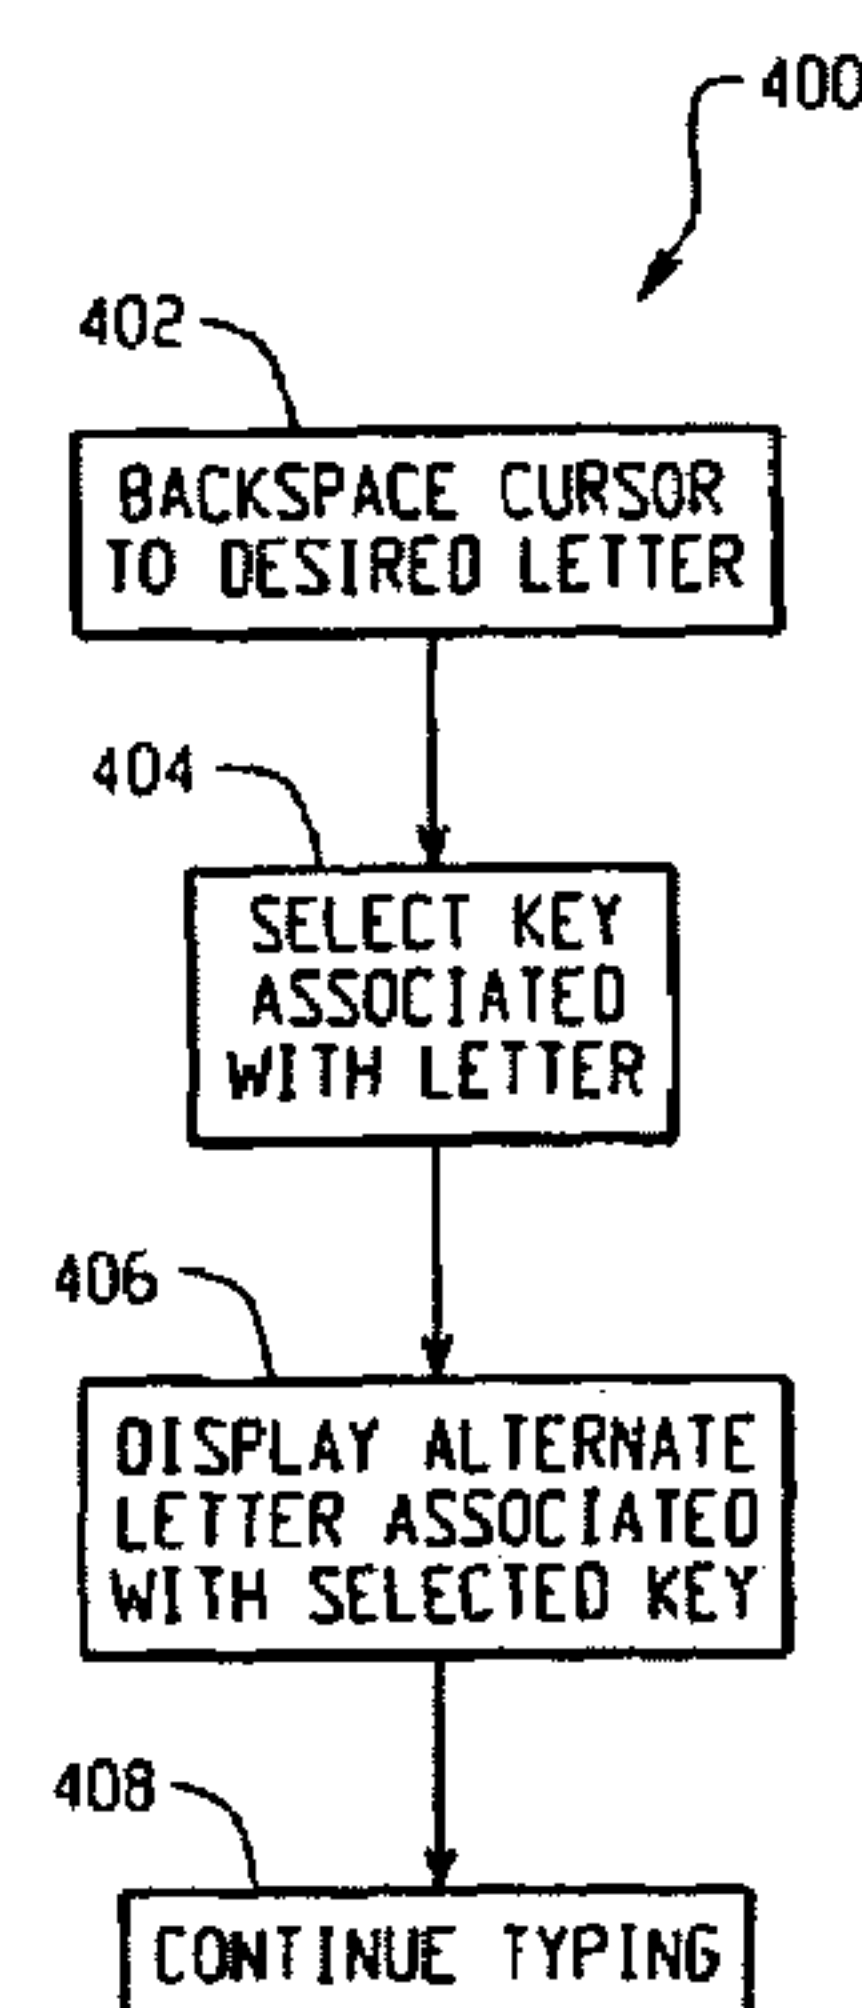 400
402
BACKSPACE CURSOR
TO DESIRED LETTER
404
SELECT KEY
ASSOCIATED
WITH LETTER
406
DISPLAY ALTERNATE
LETTER ASSOCIATED
WITH SELECTED KEY
408
CONTINUE TYPING